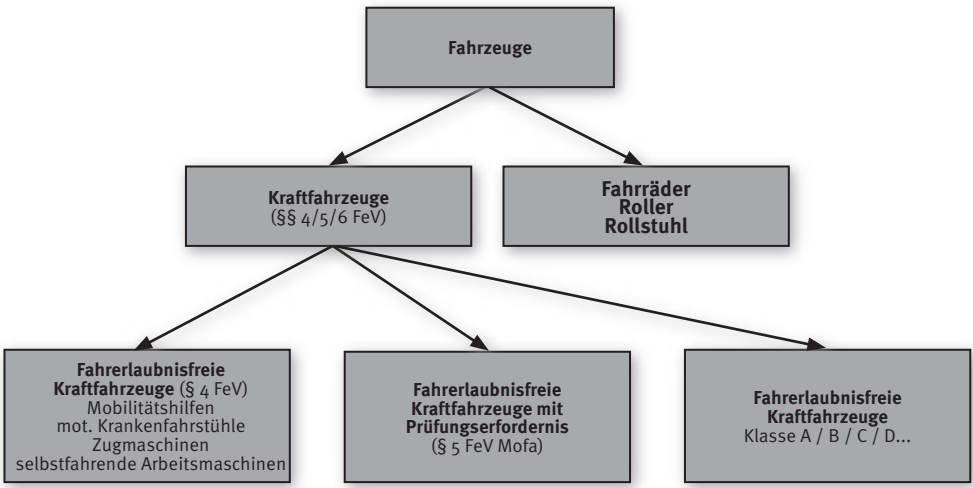 Fahrzeuge
Kraftfahrzeuge
(§§ 4/5/6 FeV)
Fahrräder
Roller
Rollstuhl
Fahrerlaubnisfreie
Kraftfahrzeuge (§ 4 FeV)
Mobilitätshilfen
mot. Krankenfahrstühle
Zugmaschinen
selbstfahrende Arbeitsmaschinen
Fahrerlaubnisfreie
Kraftfahrzeuge mit
Prüfungserfordernis
(§ 5 FeV Mofa)
Fahrerlaubnisfreie
Kraftfahrzeuge
Klasse A / B / C / D...